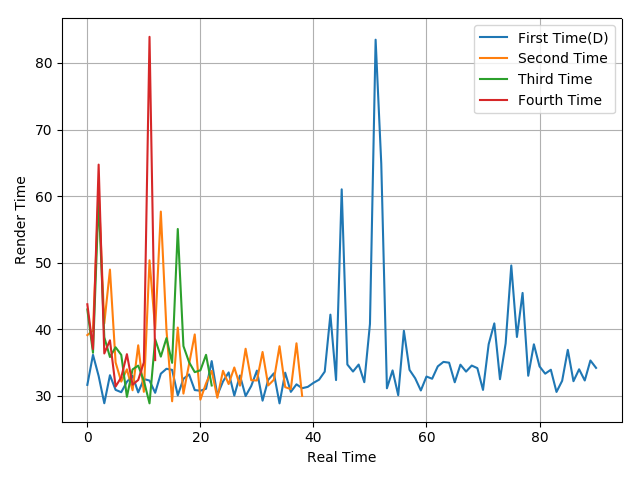 First Time(D)
Second Time
Third Time
Fourth Time
80
70
60
50
40
30
Render Time
0 20 40 60 80
Real Time